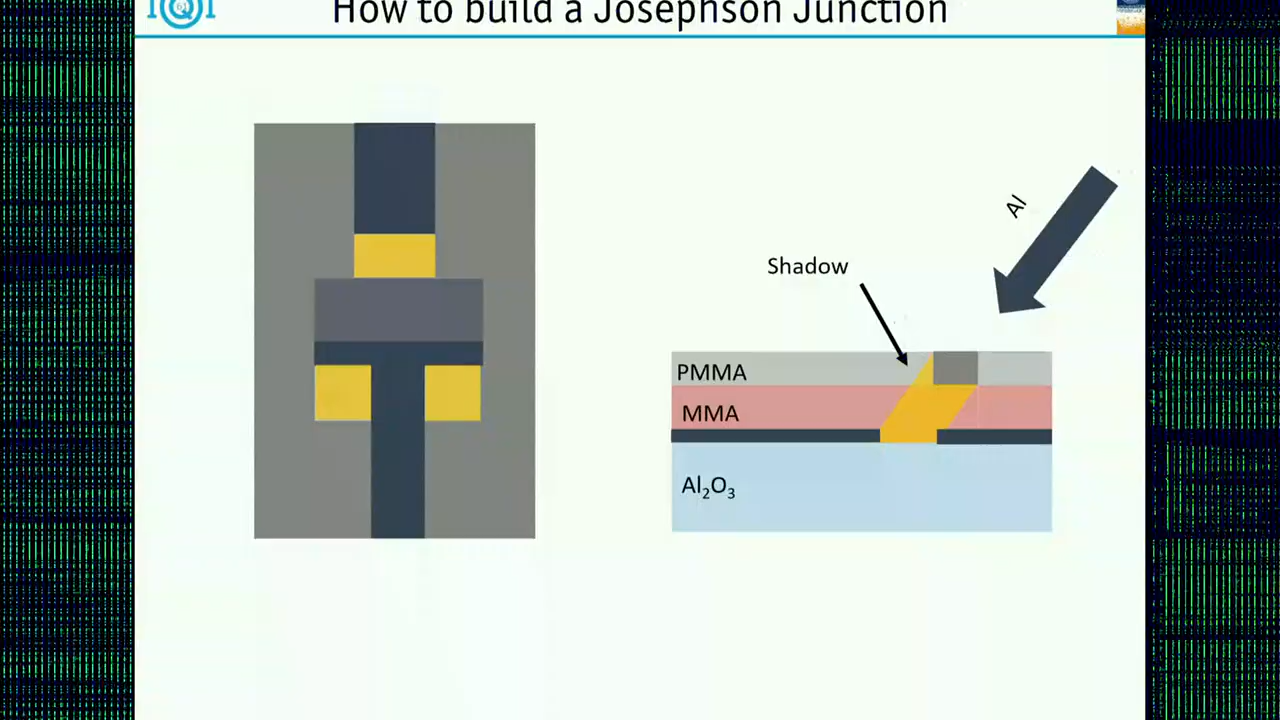 How to build a Josephson Junction
Al
Shadow
PMMA
MMA
Al₂O₃